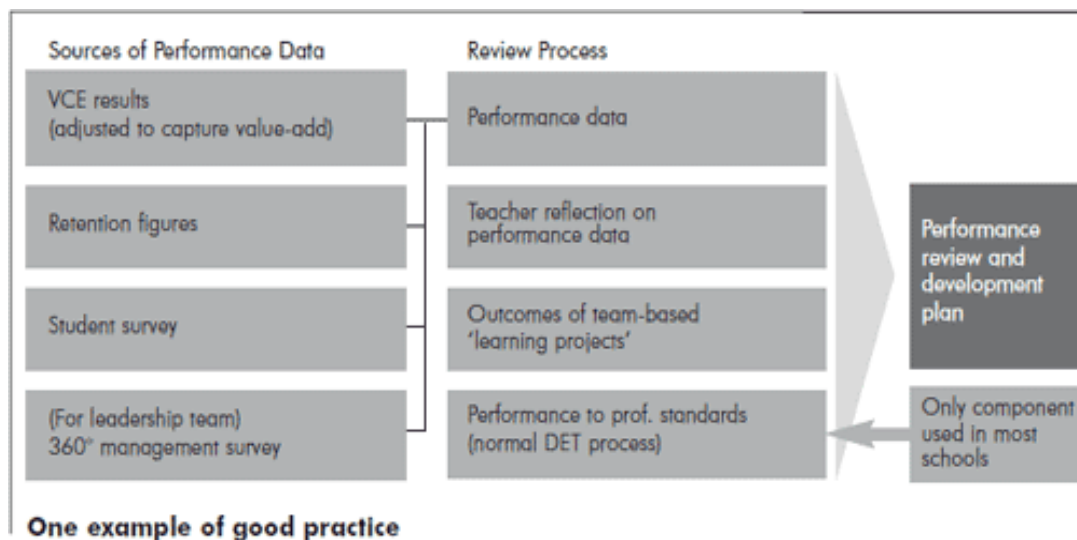 Sources of Performance Data
VCE results
(adjusted to capture value-add)
Retention figures
Student survey
(For leadership team)
360° management survey
Review Process
Performance data
Teacher reflection on
performance data
Outcomes of team-based
‘learning projects’
Performance to prof. standards
(normal DET process)
Performance
review and
development
plan
Only component
used in most
schools
One example of good practice